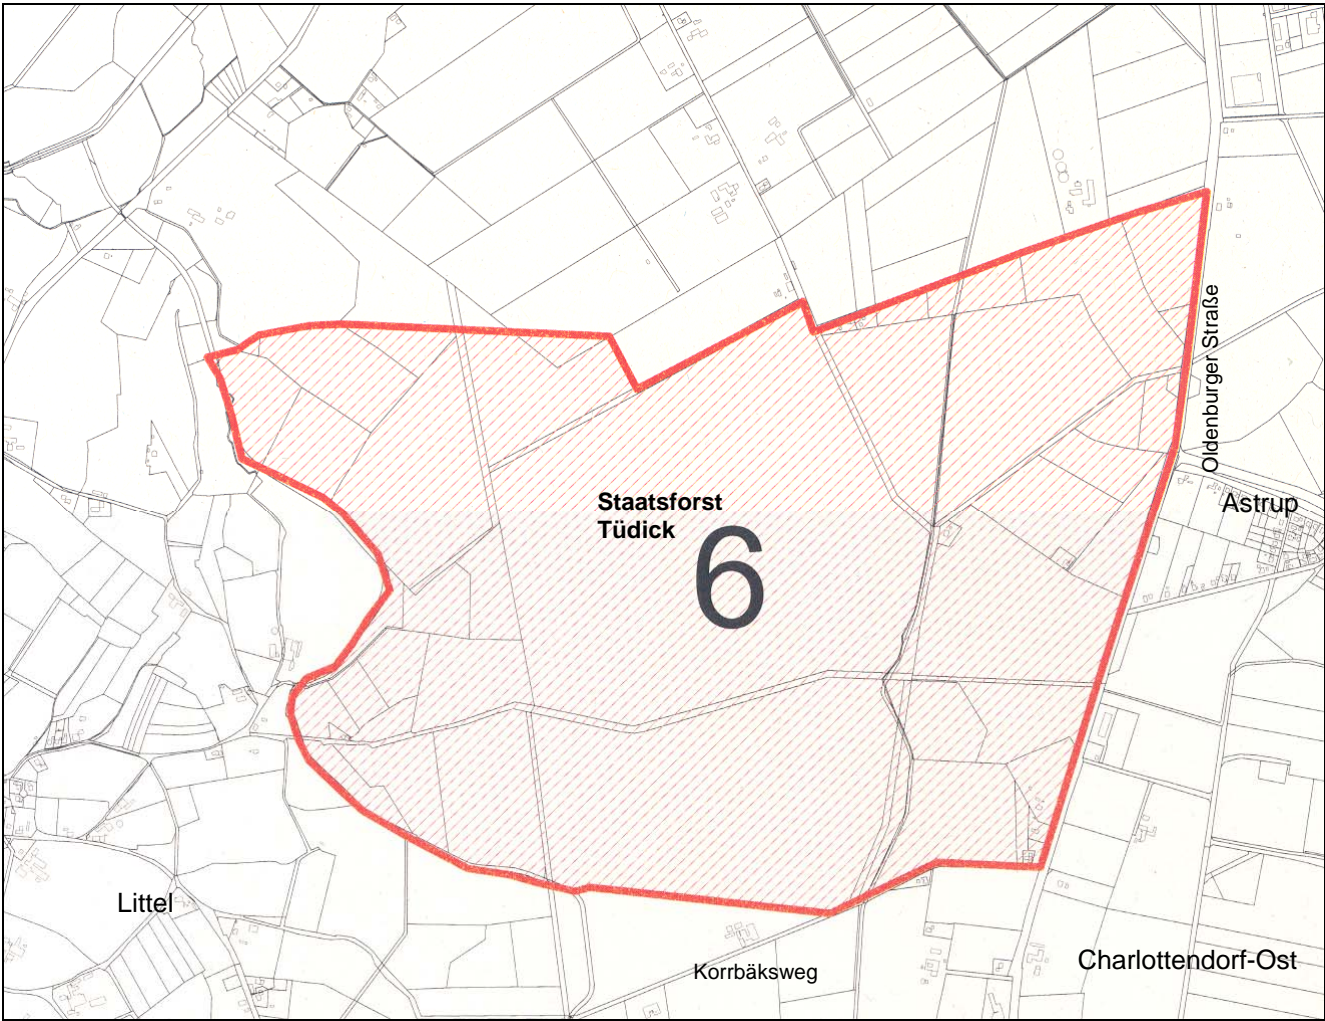 Oldenburger Straße
Staatsforst
Tüdick
6
Astrup
Littel
Korrbäksweg
Charlottendorf-Ost